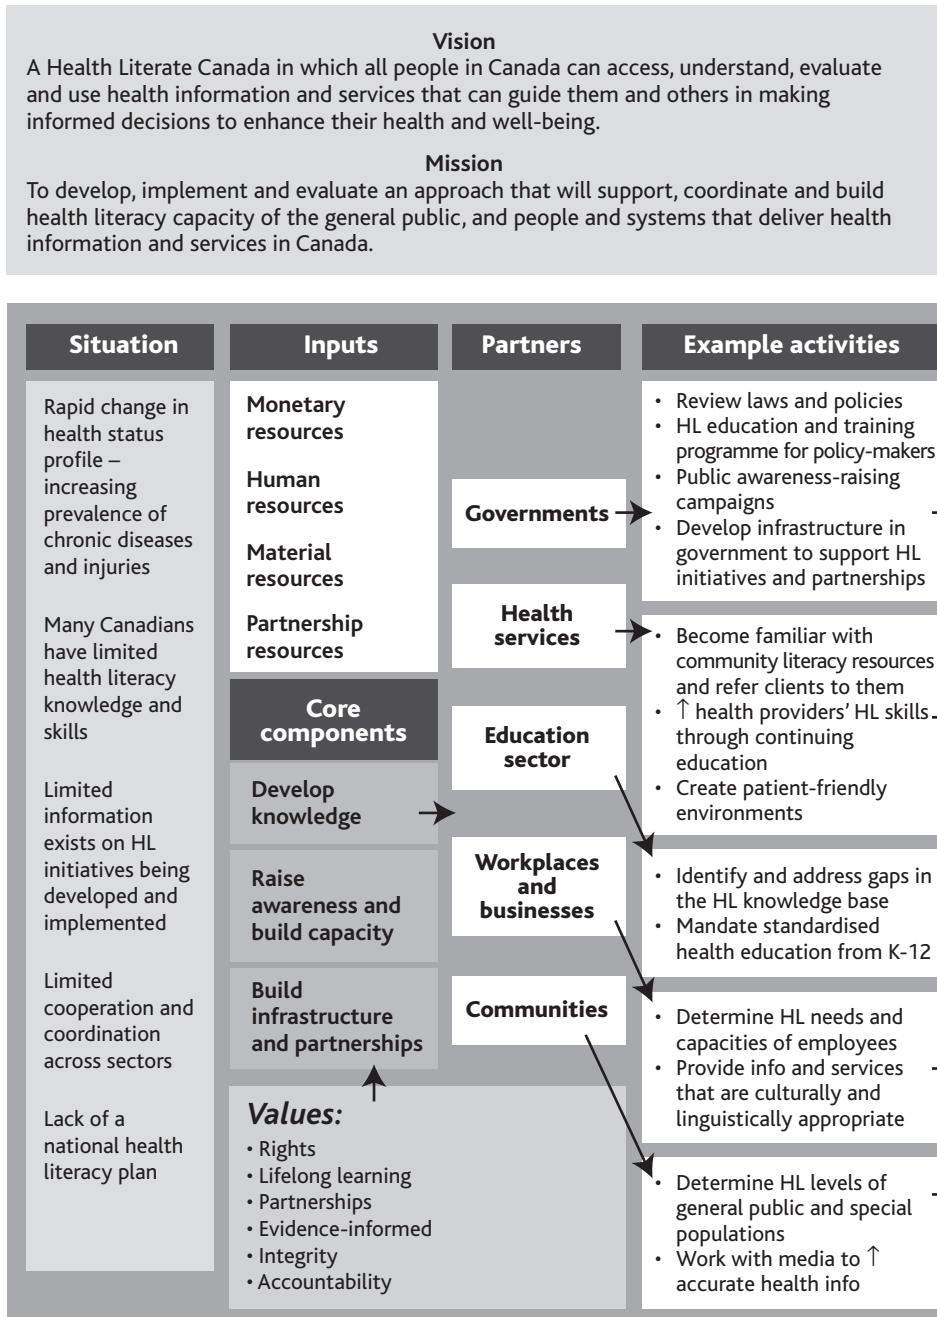 Vision
A Health Literate Canada in which all people in Canada can access, understand, evaluate
and use health information and services that can guide them and others in making
informed decisions to enhance their health and well-being.
Mission
To develop, implement and evaluate an approach that will support, coordinate and build
health literacy capacity of the general public, and people and systems that deliver health
information and services in Canada.
Situation
Rapid change in
health status
profile –
increasing
prevalence of
chronic diseases
and injuries
Many Canadians
have limited
health literacy
knowledge and
skills
Limited
information
exists on HL
initiatives being
developed and
implemented
Limited
cooperation and
coordination
across sectors
Lack of a
national health
literacy plan
Inputs
Monetary
resources
Human
resources
Material
resources
Partnership
resources
Core
components
Develop
knowledge
Raise
awareness and
build capacity
Build
infrastructure
and partnerships
Values:
• Rights
• Lifelong learning
• Partnerships
• Evidence-informed
• Integrity
• Accountability
Partners
Governments
Health
services
Education
sector
Workplaces
and
businesses
Communities
Example activities
• Review laws and policies
• HL education and training
programme for policy-makers
• Public awareness-raising
campaigns
• Develop infrastructure in
government to support HL
initiatives and partnerships
• Become familiar with
community literacy resources
and refer clients to them
• ↑ health providers' HL skills
through continuing
education
• Create patient-friendly
environments
• Identify and address gaps in
the HL knowledge base
• Mandate standardised
health education from K-12
• Determine HL needs and
capacities of employees
• Provide info and services
that are culturally and
linguistically appropriate
• Determine HL levels of
general public and special
populations
• Work with media to ↑
accurate health info